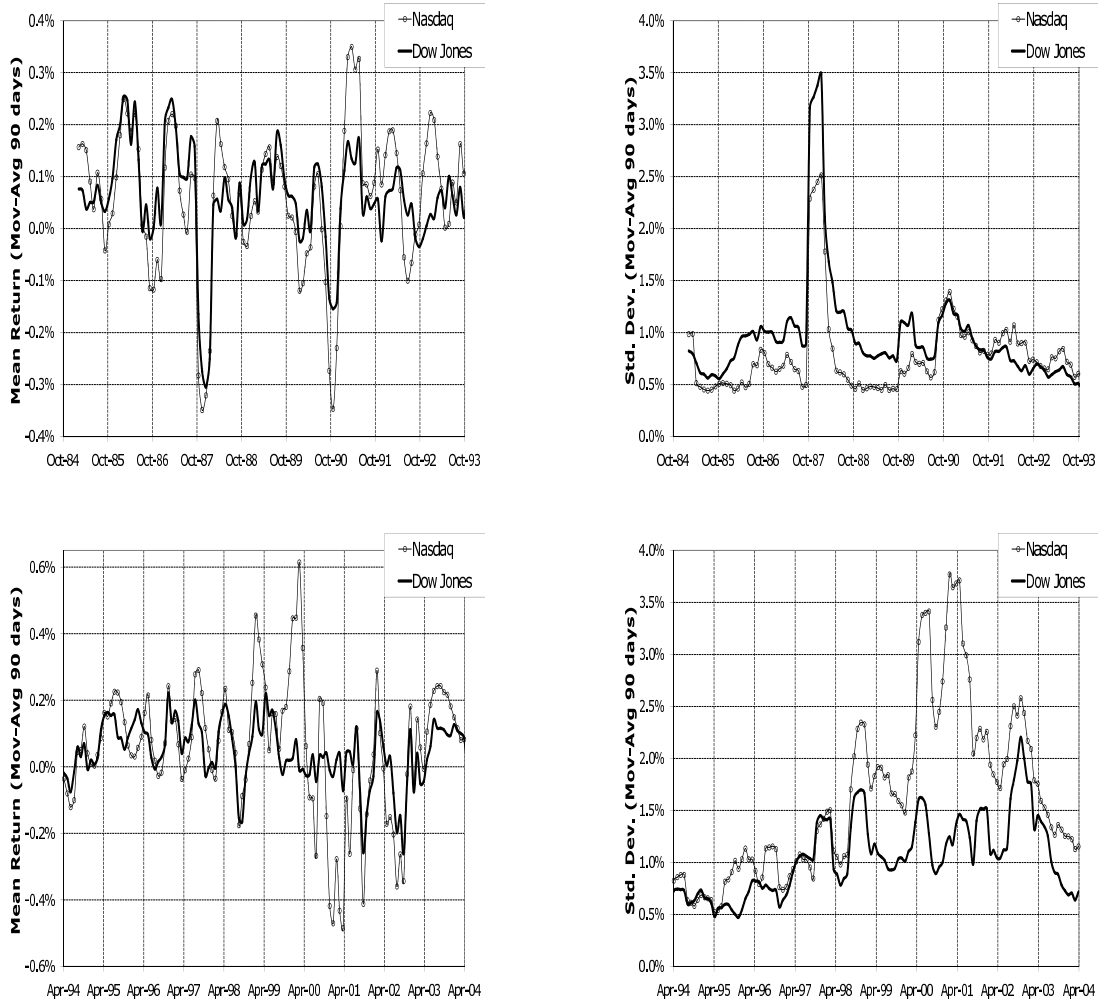 Nasdaq
Dow Jones
Mean Return (Mov-Avg 90 days)
0.4%
0.3%
0.2%
0.1%
0.0%
-0.1%
-0.2%
-0.3%
-0.4%
Oct-84 Oct-85 Oct-86 Oct-87 Oct-88 Oct-89 Oct-90 Oct-91 Oct-92 Oct-93
Nasdaq
Dow Jones
Std. Dev. (Mov-Avg 90 days)
4.0%
3.5%
3.0%
2.5%
2.0%
1.5%
1.0%
0.5%
0.0%
Oct-84 Oct-85 Oct-86 Oct-87 Oct-88 Oct-89 Oct-90 Oct-91 Oct-92 Oct-93
Nasdaq
Dow Jones
Mean Return (Mov-Avg 90 days)
0.6%
0.4%
0.2%
0.0%
-0.2%
-0.4%
-0.6%
Apr-94 Apr-95 Apr-96 Apr-97 Apr-98 Apr-99 Apr-00 Apr-01 Apr-02 Apr-03 Apr-04
Nasdaq
Dow Jones
Std. Dev. (Mov-Avg 90 days)
4.0%
3.5%
3.0%
2.5%
2.0%
1.5%
1.0%
0.5%
0.0%
Apr-94 Apr-95 Apr-96 Apr-97 Apr-98 Apr-99 Apr-00 Apr-01 Apr-02 Apr-03 Apr-04